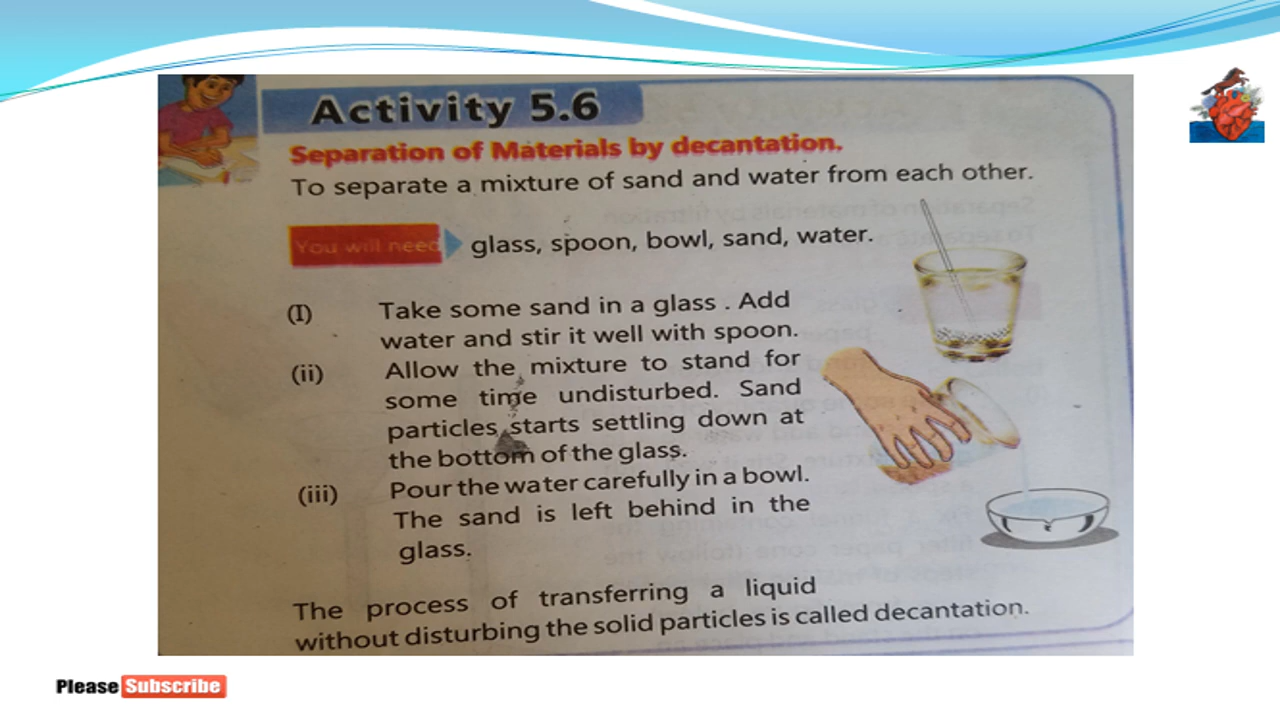 Activity 5.6
Separation of Materials by decantation.
To separate a mixture of sand and water from each other.
You will need glass, spoon, bowl, sand, water.
(I) Take some sand in a glass . Add
water and stir it well with spoon.
(ii) Allow the mixture to stand for
some time undisturbed. Sand
particles starts settling down at
the bottom of the glass.
(iii) Pour the water carefully in a bowl.
The sand is left behind in the
glass.
The process of transferring a liquid
without disturbing the solid particles is called decantation.
Please Subscribe